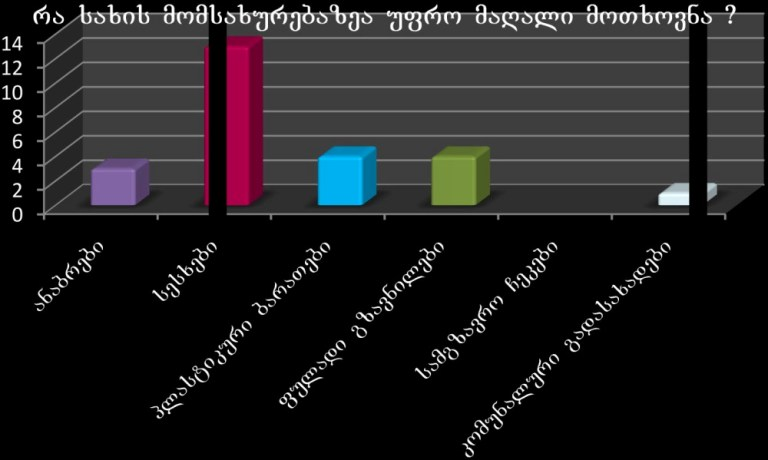 რა სახის მომსახურებაზეა უფრო მაღალი მოთხოვნა ?
14
12
10
8
6
4
2
0
ანაბრები
სესხები
პლასტიკური ბარათები
ფულადი გზავნილები
სამგზავრო ჩეკები
კომუნალური გადასახადები